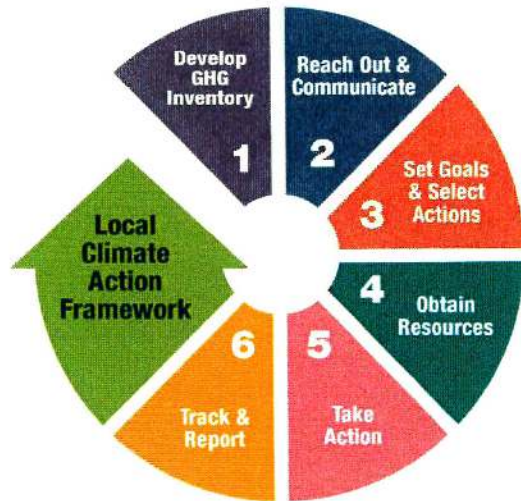 Develop
GHG
Inventory
1
Reach Out &
Communicate
2
Set Goals
& Select
Actions
3
4
Obtain
Resources
5
Take
Action
6
Track &
Report
Local
Climate
Action
Framework